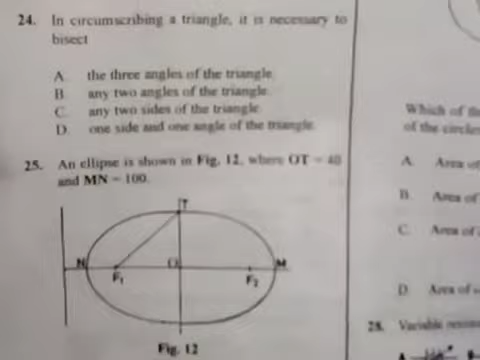 24. In circumscribing a triangle, it is necessary to
bisect
A. the three angles of the triangle.
B. any two angles of the triangle.
C. any two sides of the triangle.
D. one side and one angle of the triangle.
25. An ellipse is shown in Fig. 12, where OT = 40
and MN = 100.
T
N
O
M
F₁
F₂
Fig. 12
Which of the
of the circles
A. Area of
B. Area of
C. Area of
D. Area of
28. Variable